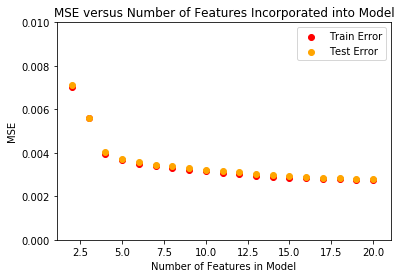 MSE versus Number of Features Incorporated into Model
0.010
0.008
0.006
0.004
0.002
0.000
MSE
Train Error
Test Error
2.5 5.0 7.5 10.0 12.5 15.0 17.5 20.0
Number of Features in Model